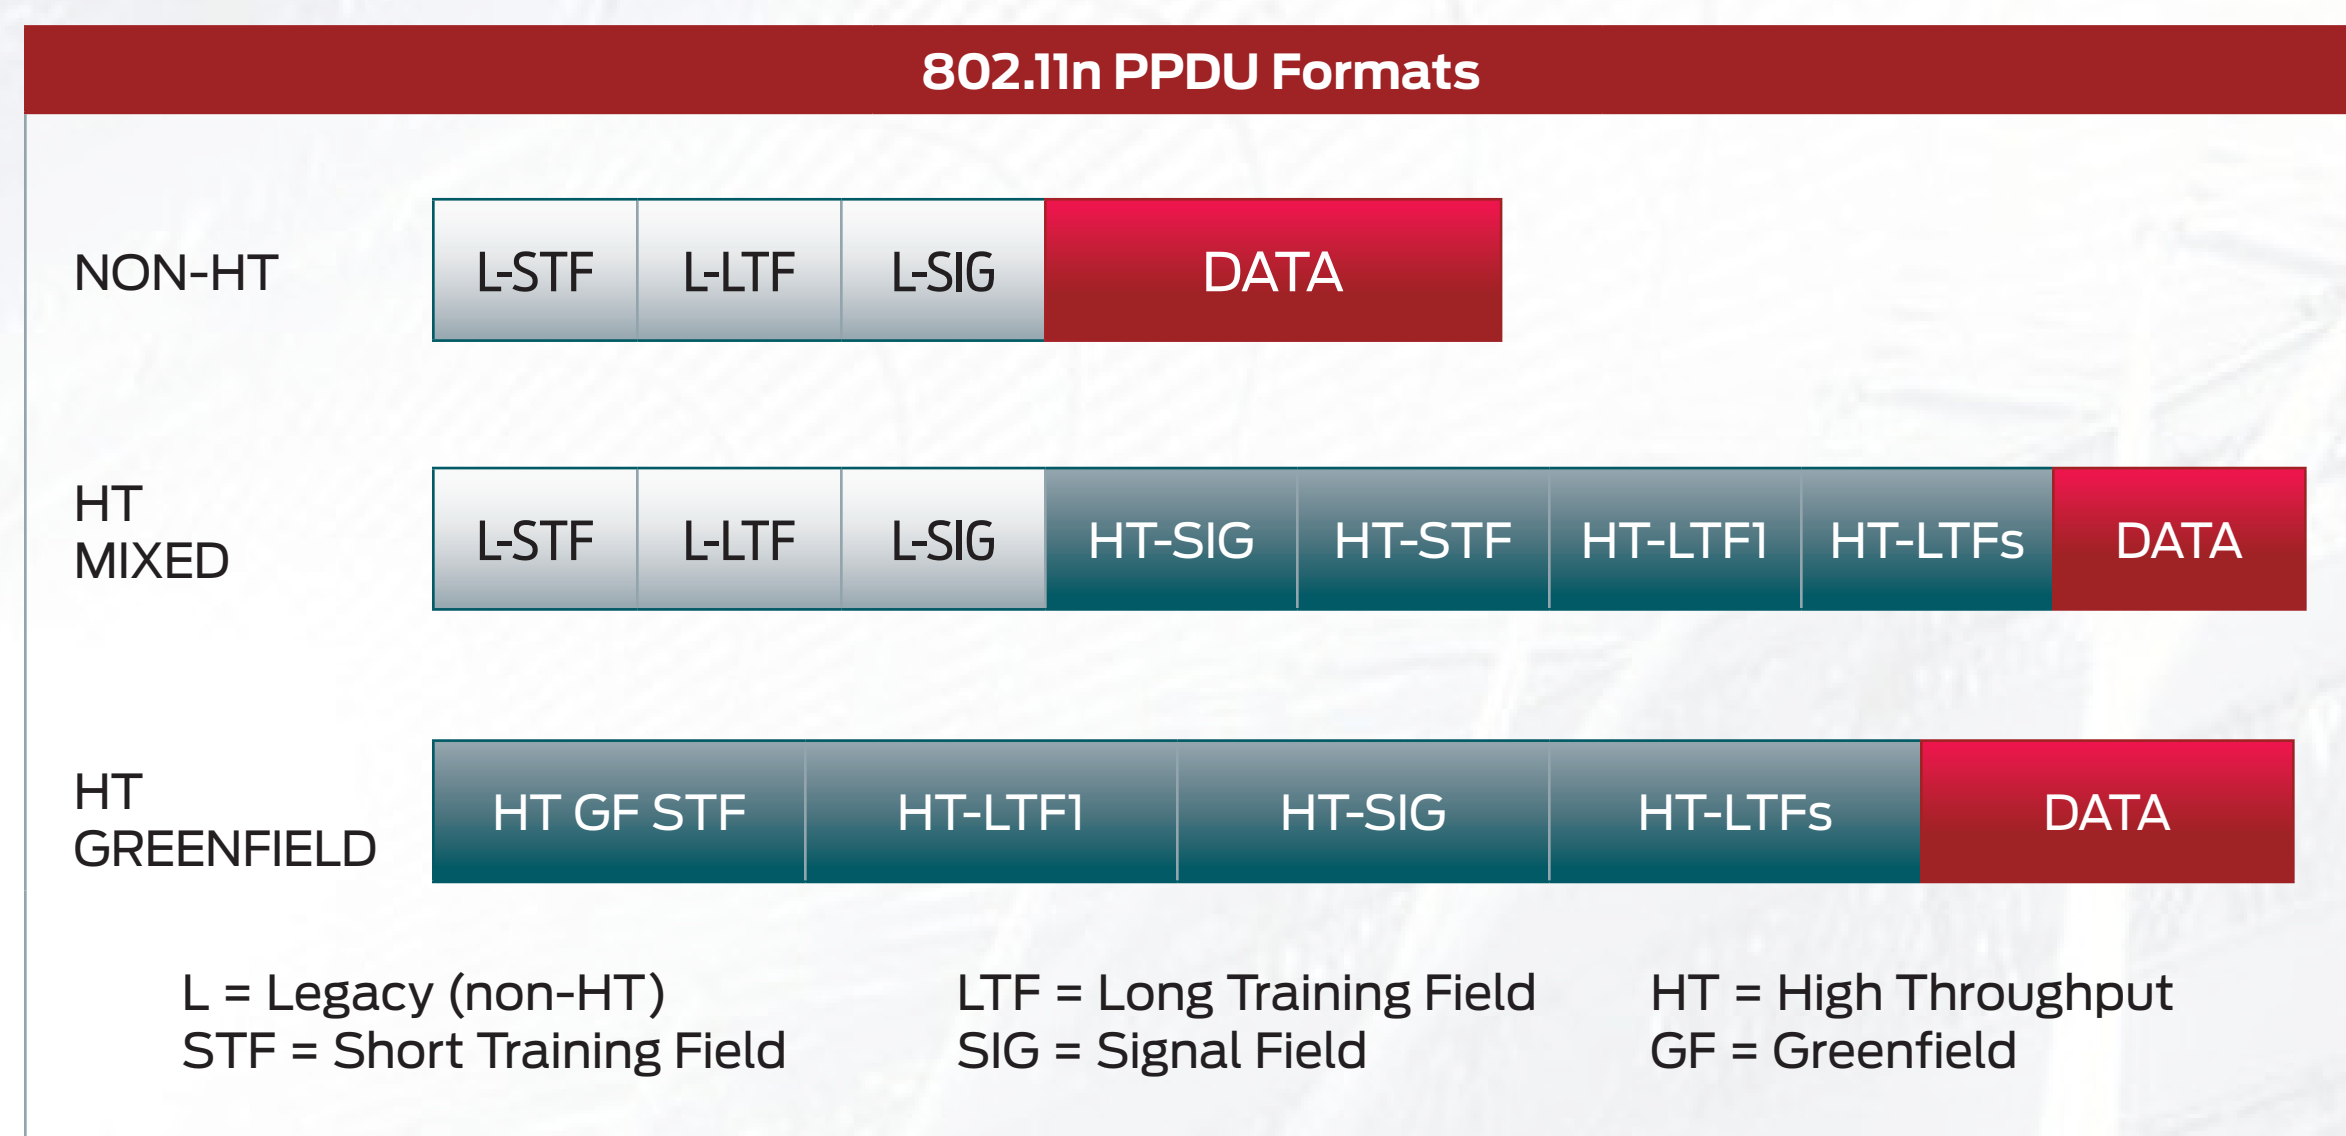 802.11n PPDU Formats
NON-HT
L-STF L-LTF L-SIG DATA
HT
MIXED
L-STF L-LTF L-SIG HT-SIG HT-STF HT-LTF1 HT-LTFs DATA
HT
GREENFIELD
HT GF STF HT-LTF1 HT-SIG HT-LTFs DATA
L = Legacy (non-HT) LTF = Long Training Field HT = High Throughput
STF = Short Training Field SIG = Signal Field GF = Greenfield